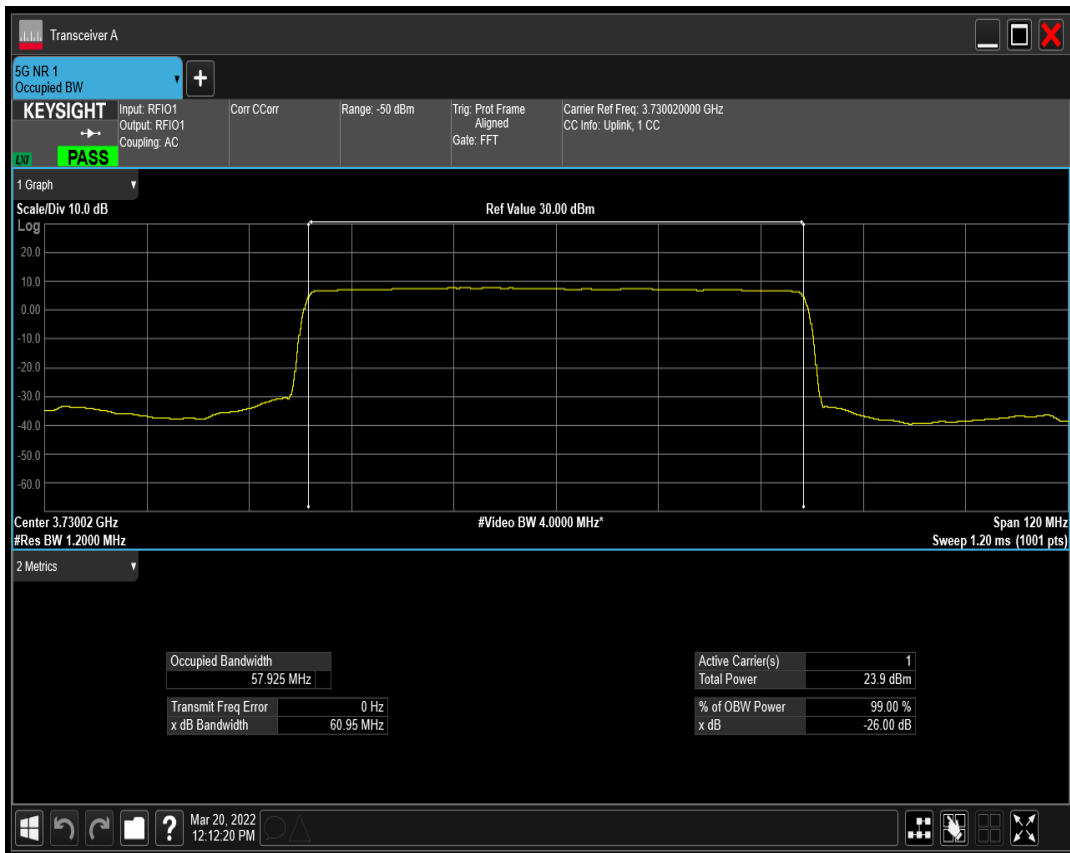 Transceiver A
5G NR 1
Occupied BW
KEYSIGHT
LXI
PASS
Input: RFIO1
Output: RFIO1
Coupling: AC
Corr CCorr
Range: -50 dBm
Trig: Prot Frame
Aligned
Gate: FFT
Carrier Ref Freq: 3.730020000 GHz
CC Info: Uplink, 1 CC
1 Graph
Scale/Div 10.0 dB
Ref Value 30.00 dBm
Log
20.0
10.0
0.00
-10.0
-20.0
-30.0
-40.0
-50.0
-60.0
Center 3.73002 GHz
#Video BW 4.0000 MHz*
Span 120 MHz
#Res BW 1.2000 MHz
Sweep 1.20 ms (1001 pts)
2 Metrics
Occupied Bandwidth
57.925 MHz
Transmit Freq Error 0 Hz
x dB Bandwidth 60.95 MHz
Active Carrier(s) 1
Total Power 23.9 dBm
% of OBW Power 99.00 %
x dB -26.00 dB
?
Mar 20, 2022
12:12:20 PM